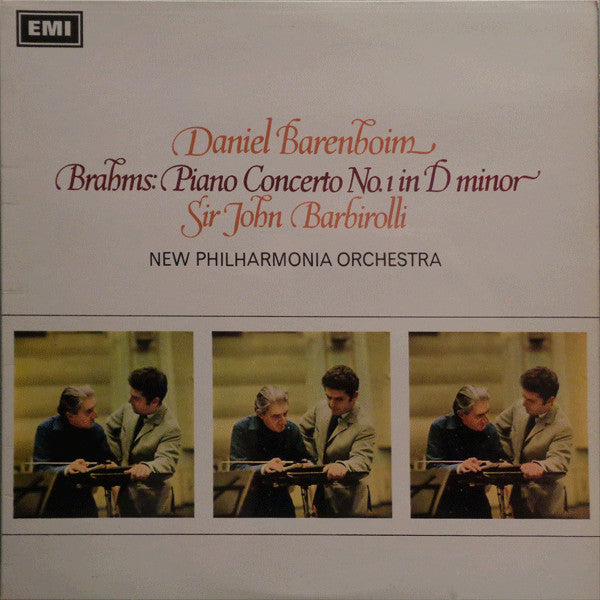 EMI
Daniel Barenboim
Brahms: Piano Concerto No.1 in D minor
Sir John Barbirolli
NEW PHILHARMONIA ORCHESTRA